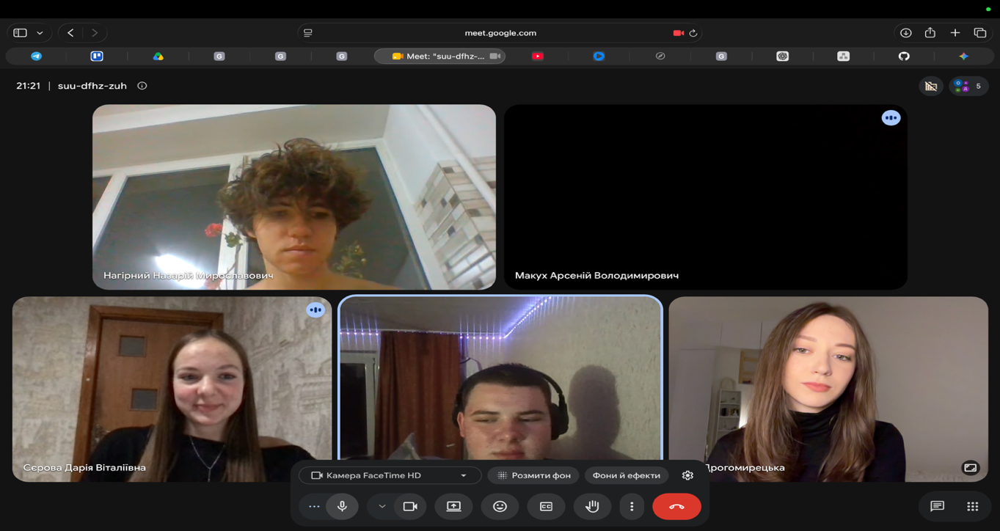 meet.google.com
G
G
G
Meet: "suu-dfhz-...
G
21:21 | suu-dfhz-zuh
5
Нагірний Назарій Мирославович
Макух Арсеній Володимирович
Сєрова Дарія Віталіївна
Дрогомирецька
Камера FaceTime HD
Розмити фон
Фони й ефекти
CC